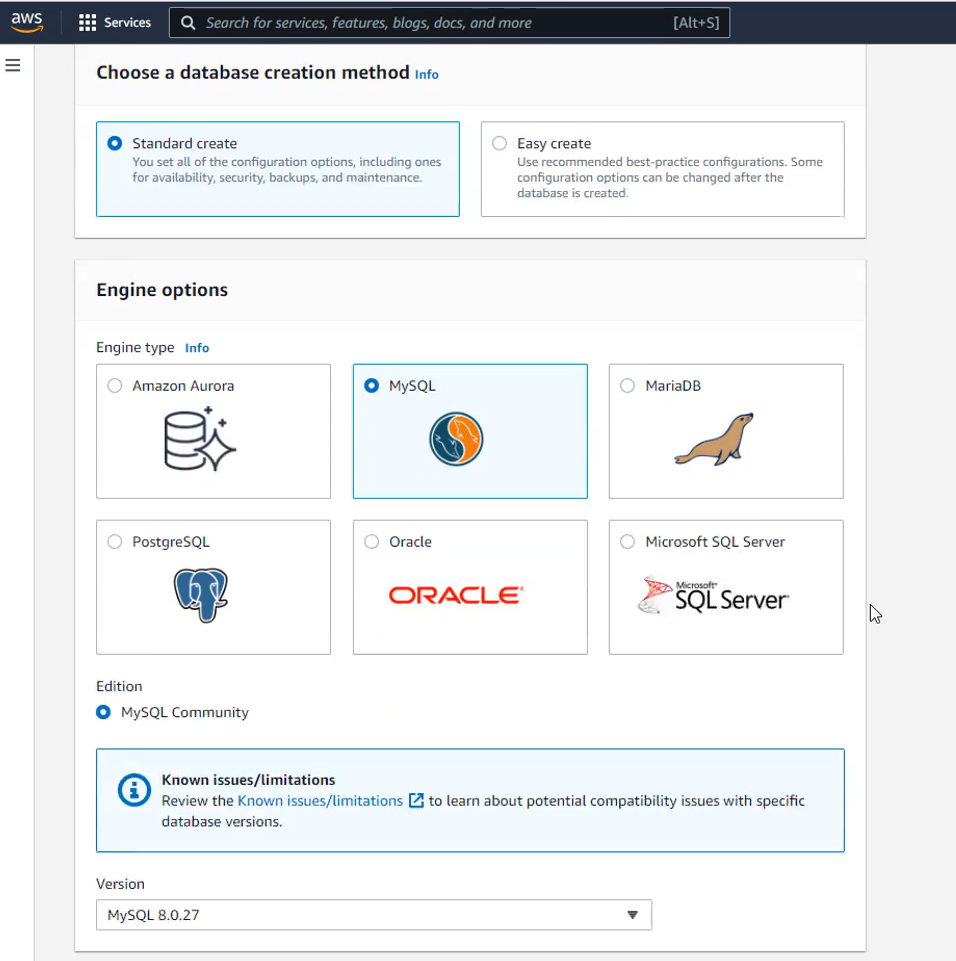 aws
Services
Search for services, features, blogs, docs, and more
[Alt+S]
Choose a database creation method Info
Standard create
You set all of the configuration options, including ones
for availability, security, backups, and maintenance.
Easy create
Use recommended best-practice configurations. Some
configuration options can be changed after the
database is created.
Engine options
Engine type Info
Amazon Aurora
MySQL
MariaDB
PostgreSQL
Oracle
ORACLE
Microsoft SQL Server
Microsoft
SQL Server
Edition
MySQL Community
Known issues/limitations
Review the Known issues/limitations to learn about potential compatibility issues with specific
database versions.
Version
MySQL 8.0.27